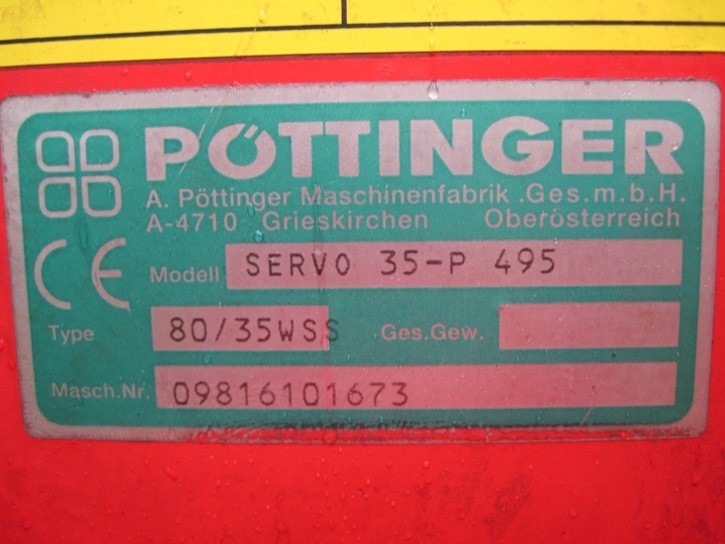 PÖTTINGER
A. Pöttinger Maschinenfabrik .Ges.m.b.H.
A-4710 Grieskirchen Oberösterreich
CE Modell SERVO 35-P 495
Type 80/35WSS Ges.Gew.
Masch.Nr. 09816101673